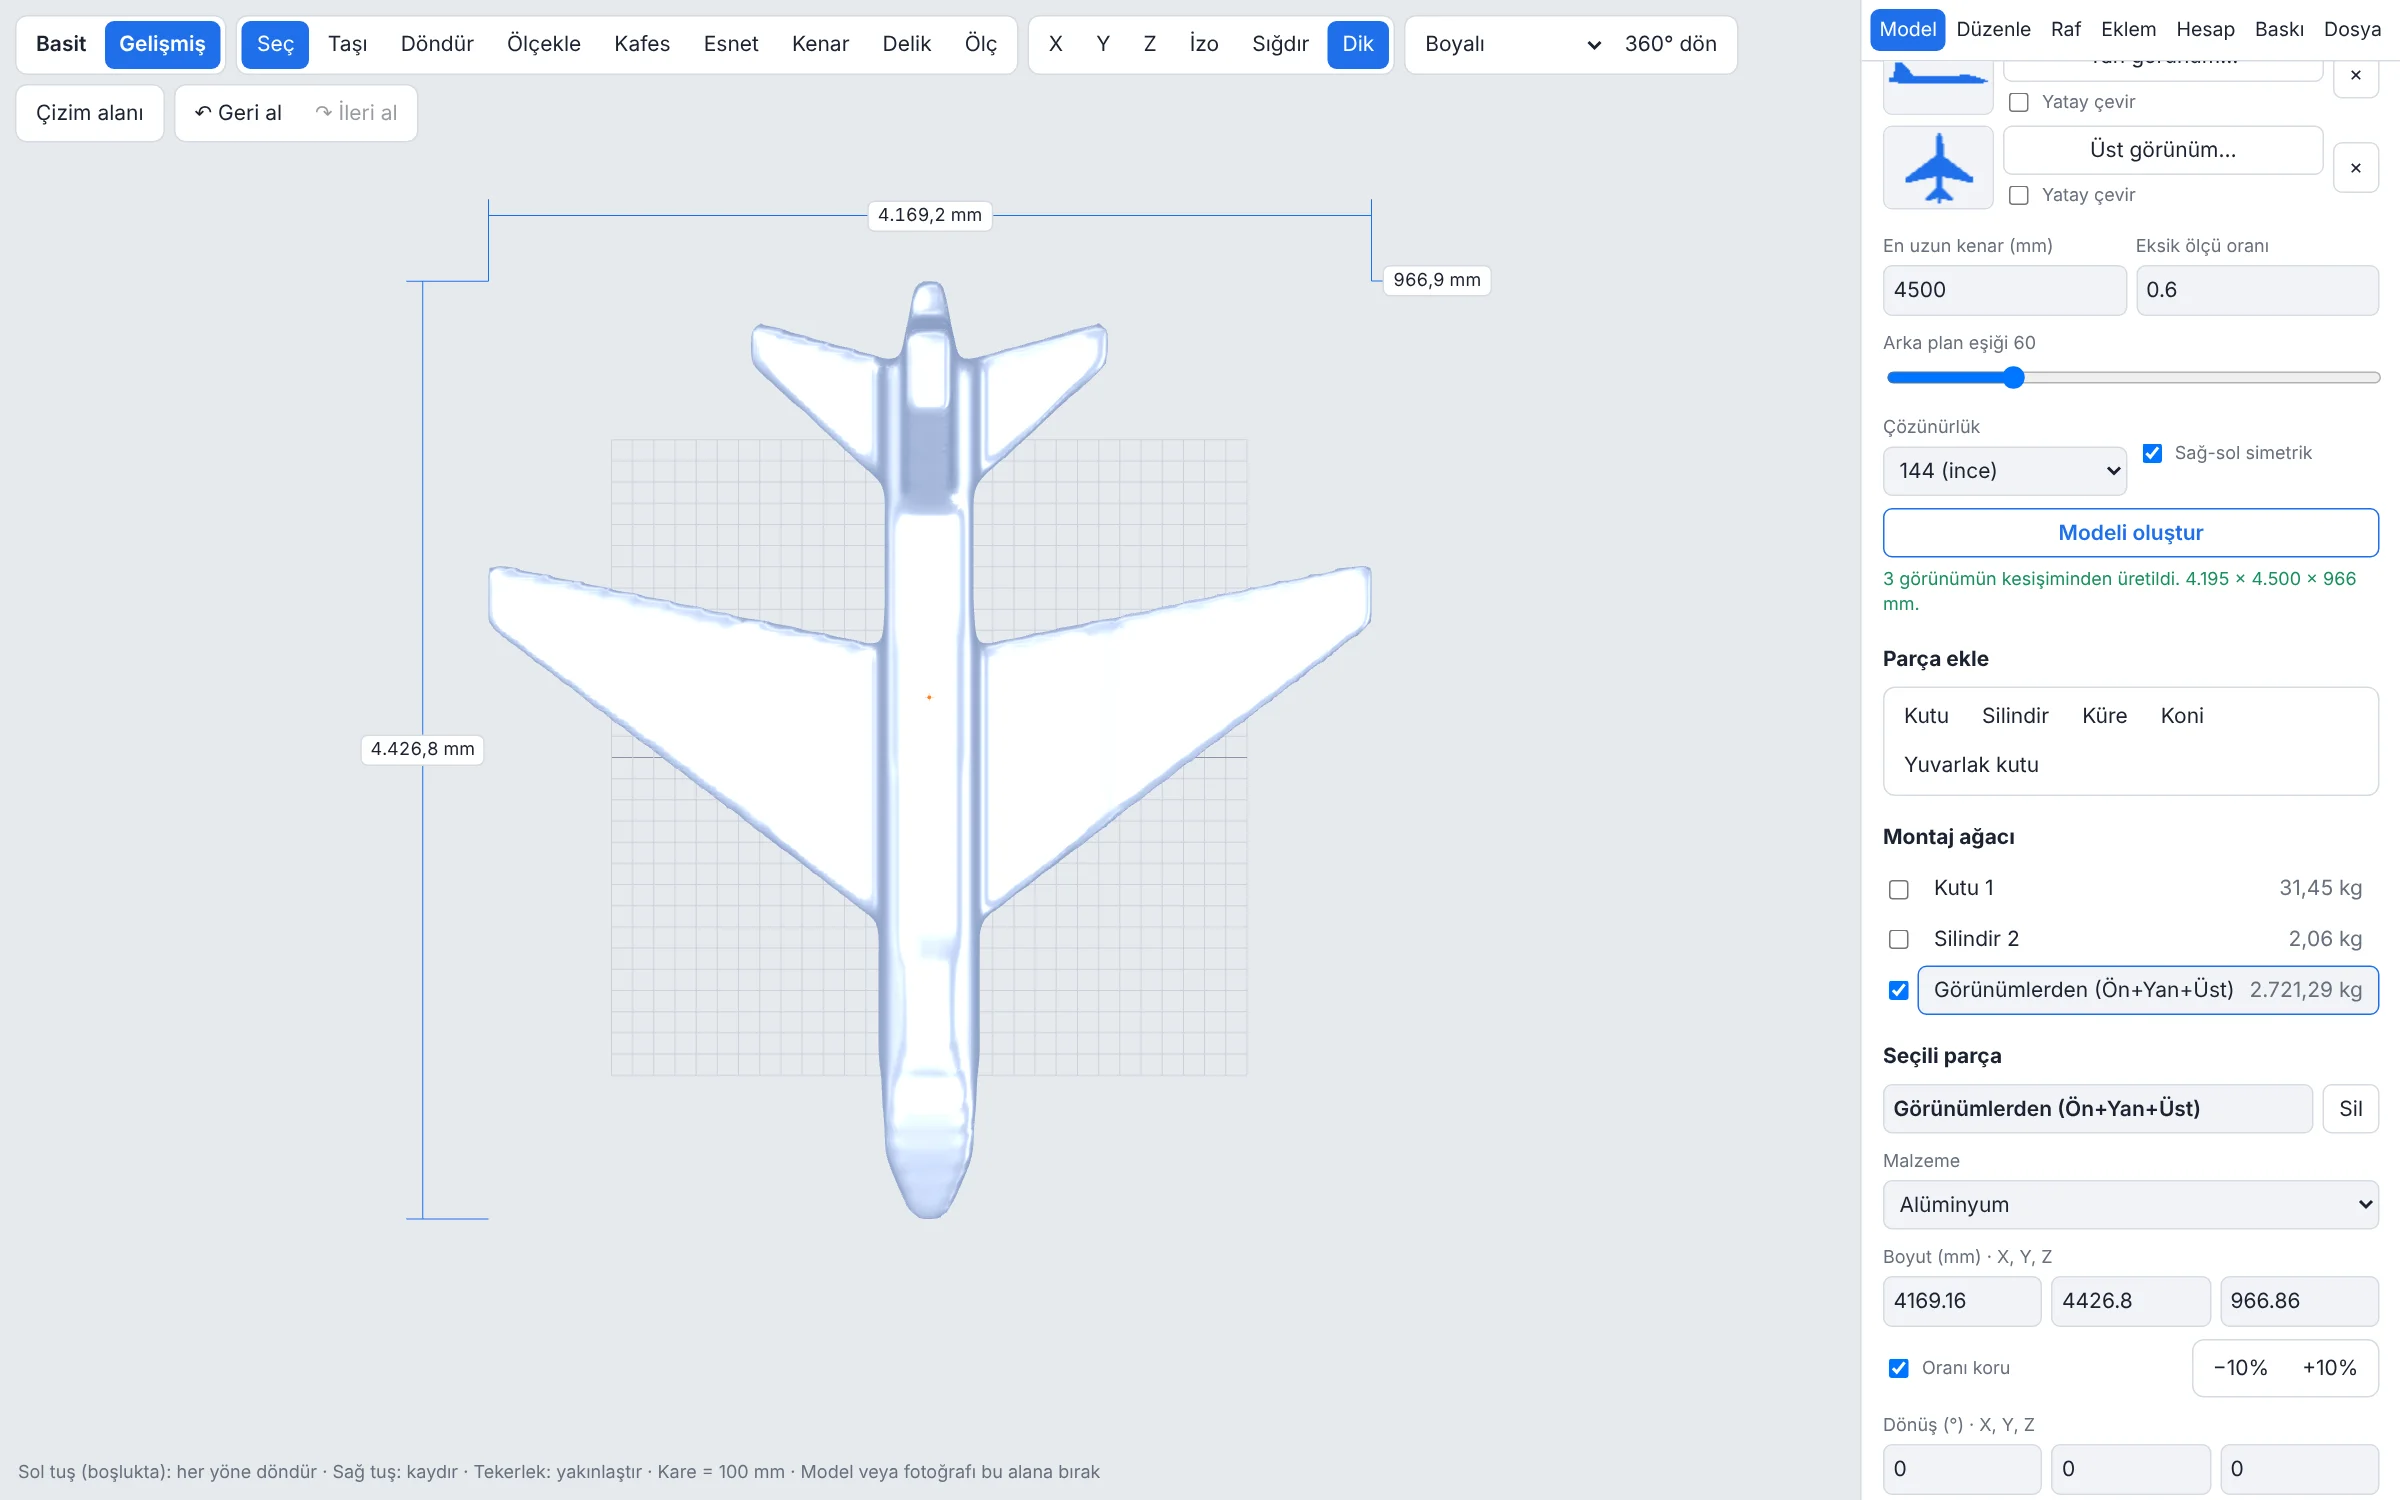 Basit Gelişmiş Seç Taşı Döndür Ölçekle Kafes Esnet Kenar Delik Ölç X Y Z İzo Sığdır Dik Boyalı 360° dön
Çizim alanı ↶ Geri al ↷ İleri al
4.169,2 mm
966,9 mm
4.426,8 mm
Sol tuş (boşlukta): her yöne döndür · Sağ tuş: kaydır · Tekerlek: yakınlaştır · Kare = 100 mm · Model veya fotoğrafı bu alana bırak
Model Düzenle Raf Eklem Hesap Baskı Dosya
×
Yatay çevir
Üst görünüm...
×
Yatay çevir
En uzun kenar (mm) Eksik ölçü oranı
4500 0.6
Arka plan eşiği 60
Çözünürlük
144 (ince) Sağ-sol simetrik
Modeli oluştur
3 görünümün kesişiminden üretildi. 4.195 × 4.500 × 966
mm.
Parça ekle
Kutu Silindir Küre Koni
Yuvarlak kutu
Montaj ağacı
Kutu 1 31,45 kg
Silindir 2 2,06 kg
Görünümlerden (Ön+Yan+Üst) 2.721,29 kg
Seçili parça
Görünümlerden (Ön+Yan+Üst) Sil
Malzeme
Alüminyum
Boyut (mm) · X, Y, Z
4169.16 4426.8 966.86
Oranı koru −10% +10%
Dönüş (°) · X, Y, Z
0 0 0